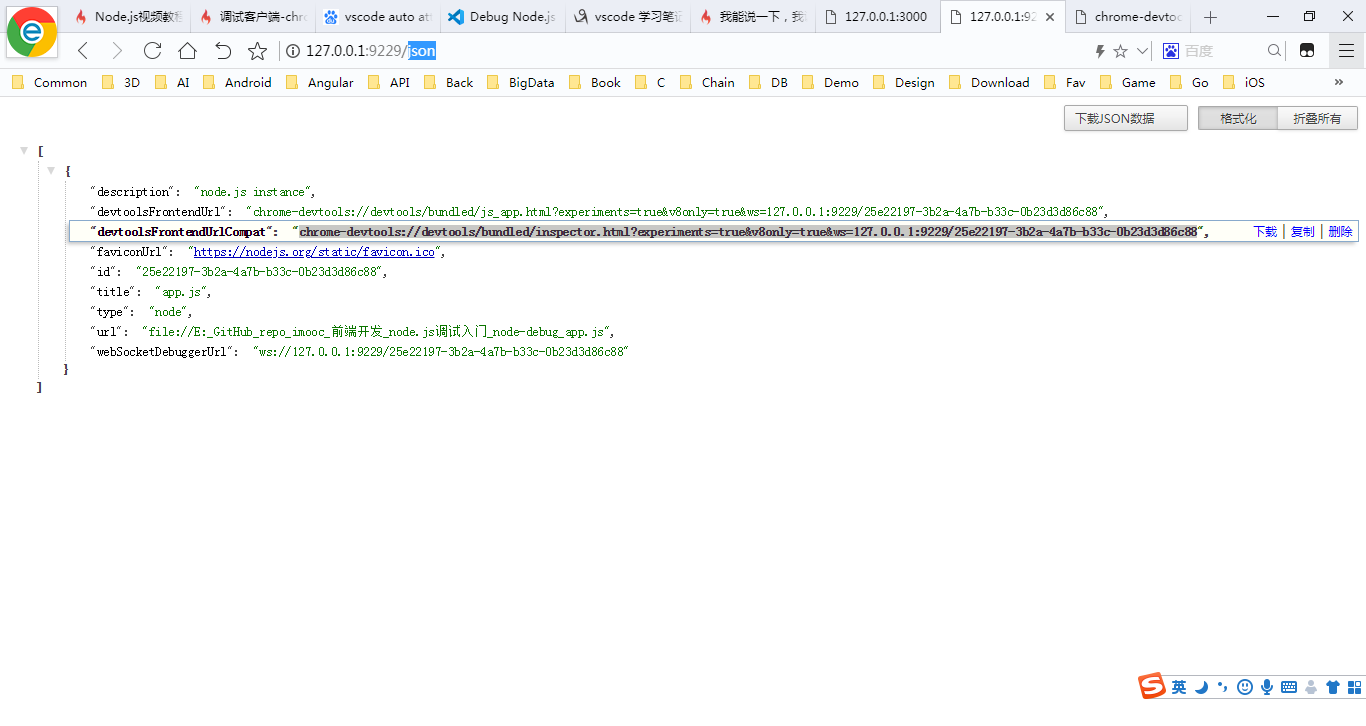 Node.js视频教程
调试客户端-chro
vscode auto att
Debug Node.js
vscode 学习笔记
我能说一下，我
127.0.0.1:3000
127.0.0.1:92
chrome-devtoo
127.0.0.1:9229/json
百度
Common 3D AI Android Angular API Back BigData Book C Chain DB Demo Design Download Fav Game Go iOS »
下载JSON数据 格式化 折叠所有
[
{
"description": "node.js instance",
"devtoolsFrontendUrl": "chrome-devtools://devtools/bundled/js_app.html?experiments=true&v8only=true&ws=127.0.0.1:9229/25e22197-3b2a-4a7b-b33c-0b23d3d86c88",
"devtoolsFrontendUrlCompat": "chrome-devtools://devtools/bundled/inspector.html?experiments=true&v8only=true&ws=127.0.0.1:9229/25e22197-3b2a-4a7b-b33c-0b23d3d86c88", 下载 | 复制 | 删除
"faviconUrl": "https://nodejs.org/static/favicon.ico",
"id": "25e22197-3b2a-4a7b-b33c-0b23d3d86c88",
"title": "app.js",
"type": "node",
"url": "file://E:_GitHub_repo_imooc_前端开发_node.js调试入门_node-debug_app.js",
"webSocketDebuggerUrl": "ws://127.0.0.1:9229/25e22197-3b2a-4a7b-b33c-0b23d3d86c88"
}
]
英